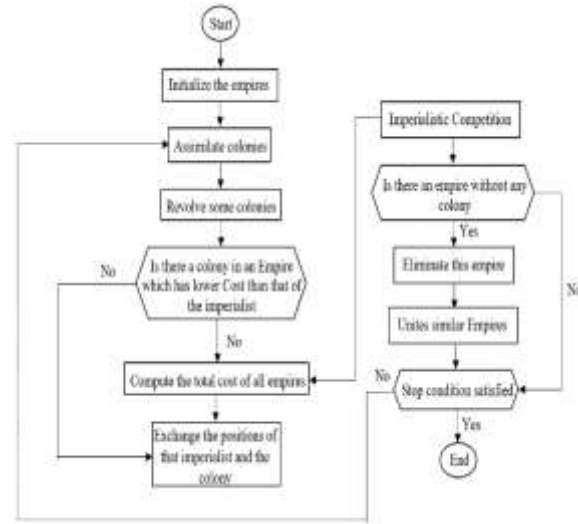 Start
Initialize the empires
Assimilate colonies
Revolve some colonies
Is there a colony in an Empire
which has lower Cost than that of
the imperialist
No
No
Compute the total cost of all empires
Exchange the positions of
that imperialist and the
colony
Imperialistic Competition
Is there an empire without any
colony
Yes
No
Eliminate this empire
Unites similar Empires
No
Stop condition satisfied
Yes
End